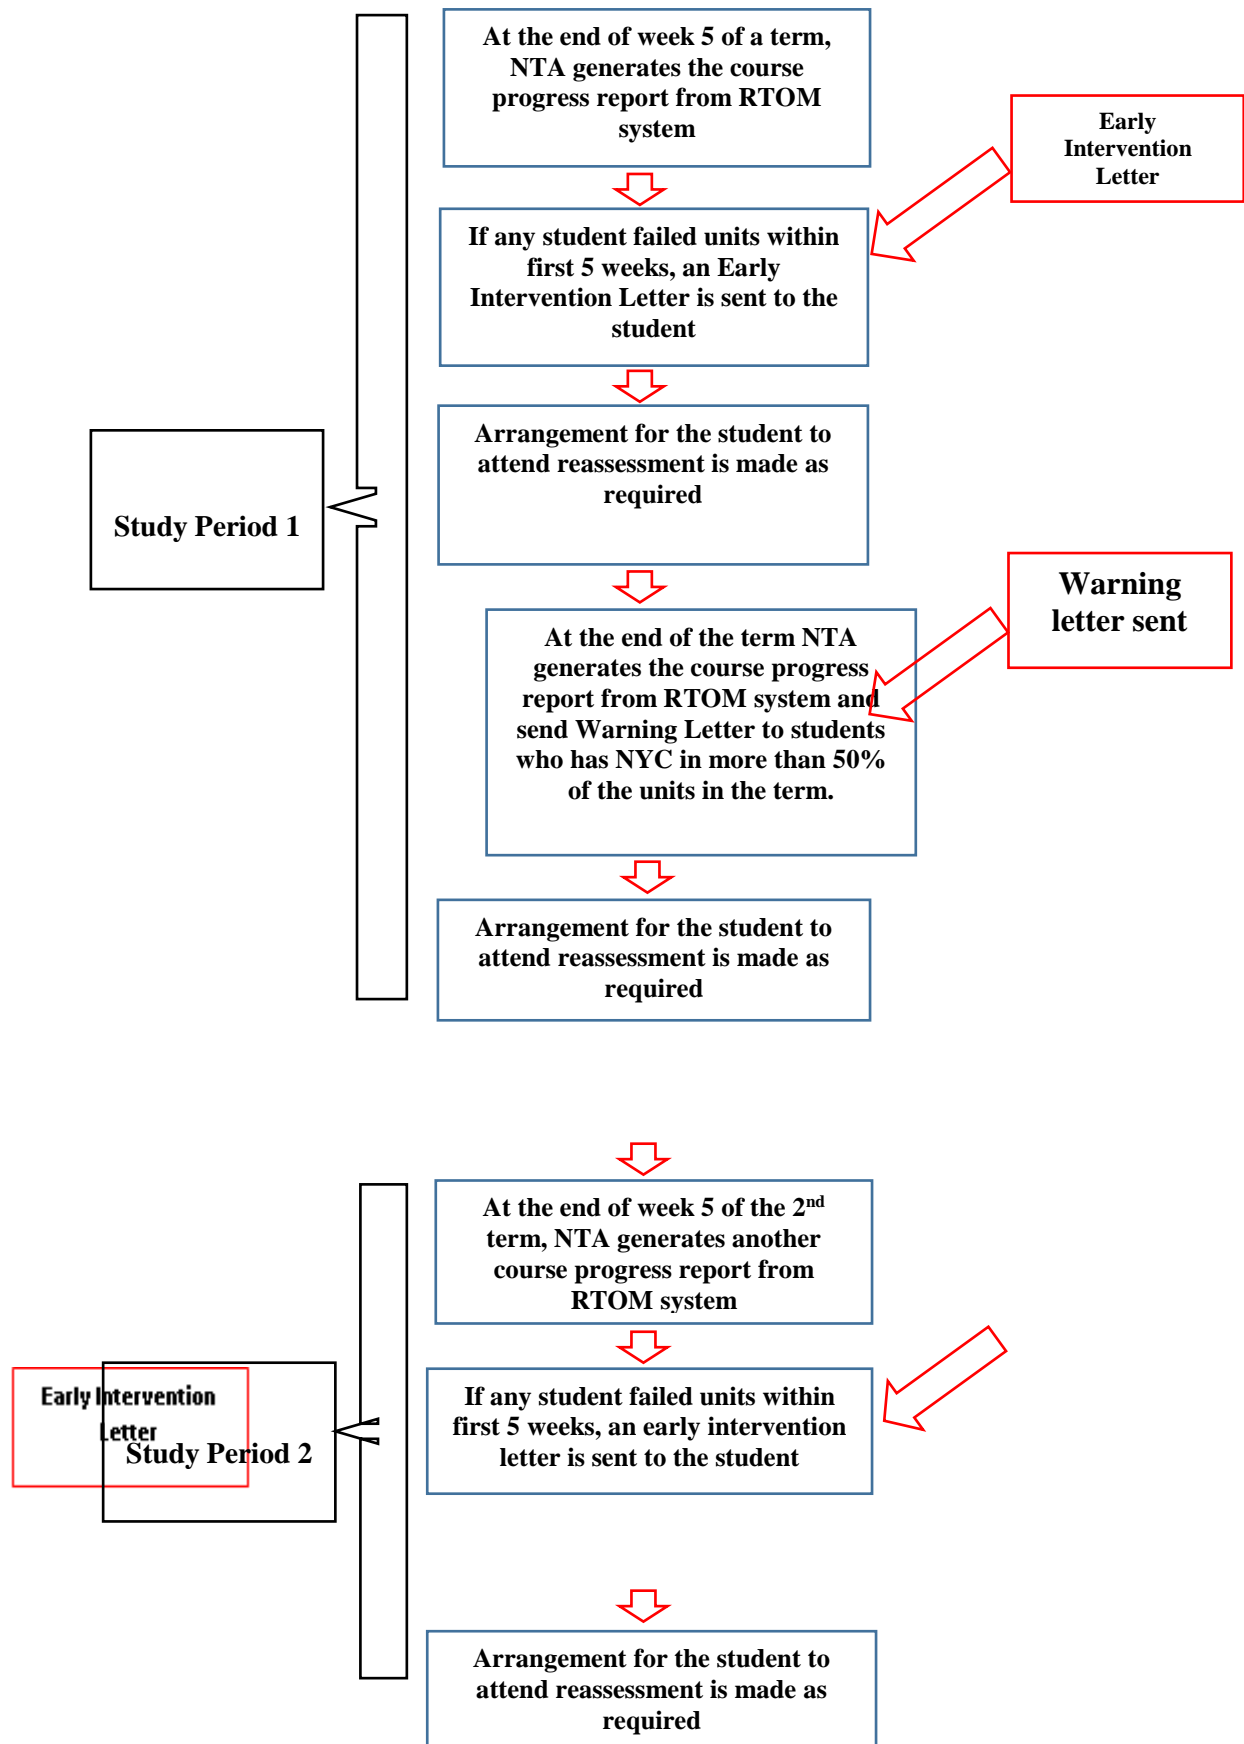 At the end of week 5 of a term,
NTA generates the course
progress report from RTOM
system
Early
Intervention
Letter
If any student failed units within
first 5 weeks, an Early
Intervention Letter is sent to the
student
Arrangement for the student to
attend reassessment is made as
required
Study Period 1
Warning
letter sent
At the end of the term NTA
generates the course progress
report from RTOM system and
send Warning Letter to students
who has NYC in more than 50%
of the units in the term.
Arrangement for the student to
attend reassessment is made as
required
At the end of week 5 of the 2nd
term, NTA generates another
course progress report from
RTOM system
Early Intervention
Letter
Study Period 2
If any student failed units within
first 5 weeks, an early intervention
letter is sent to the student
Arrangement for the student to
attend reassessment is made as
required